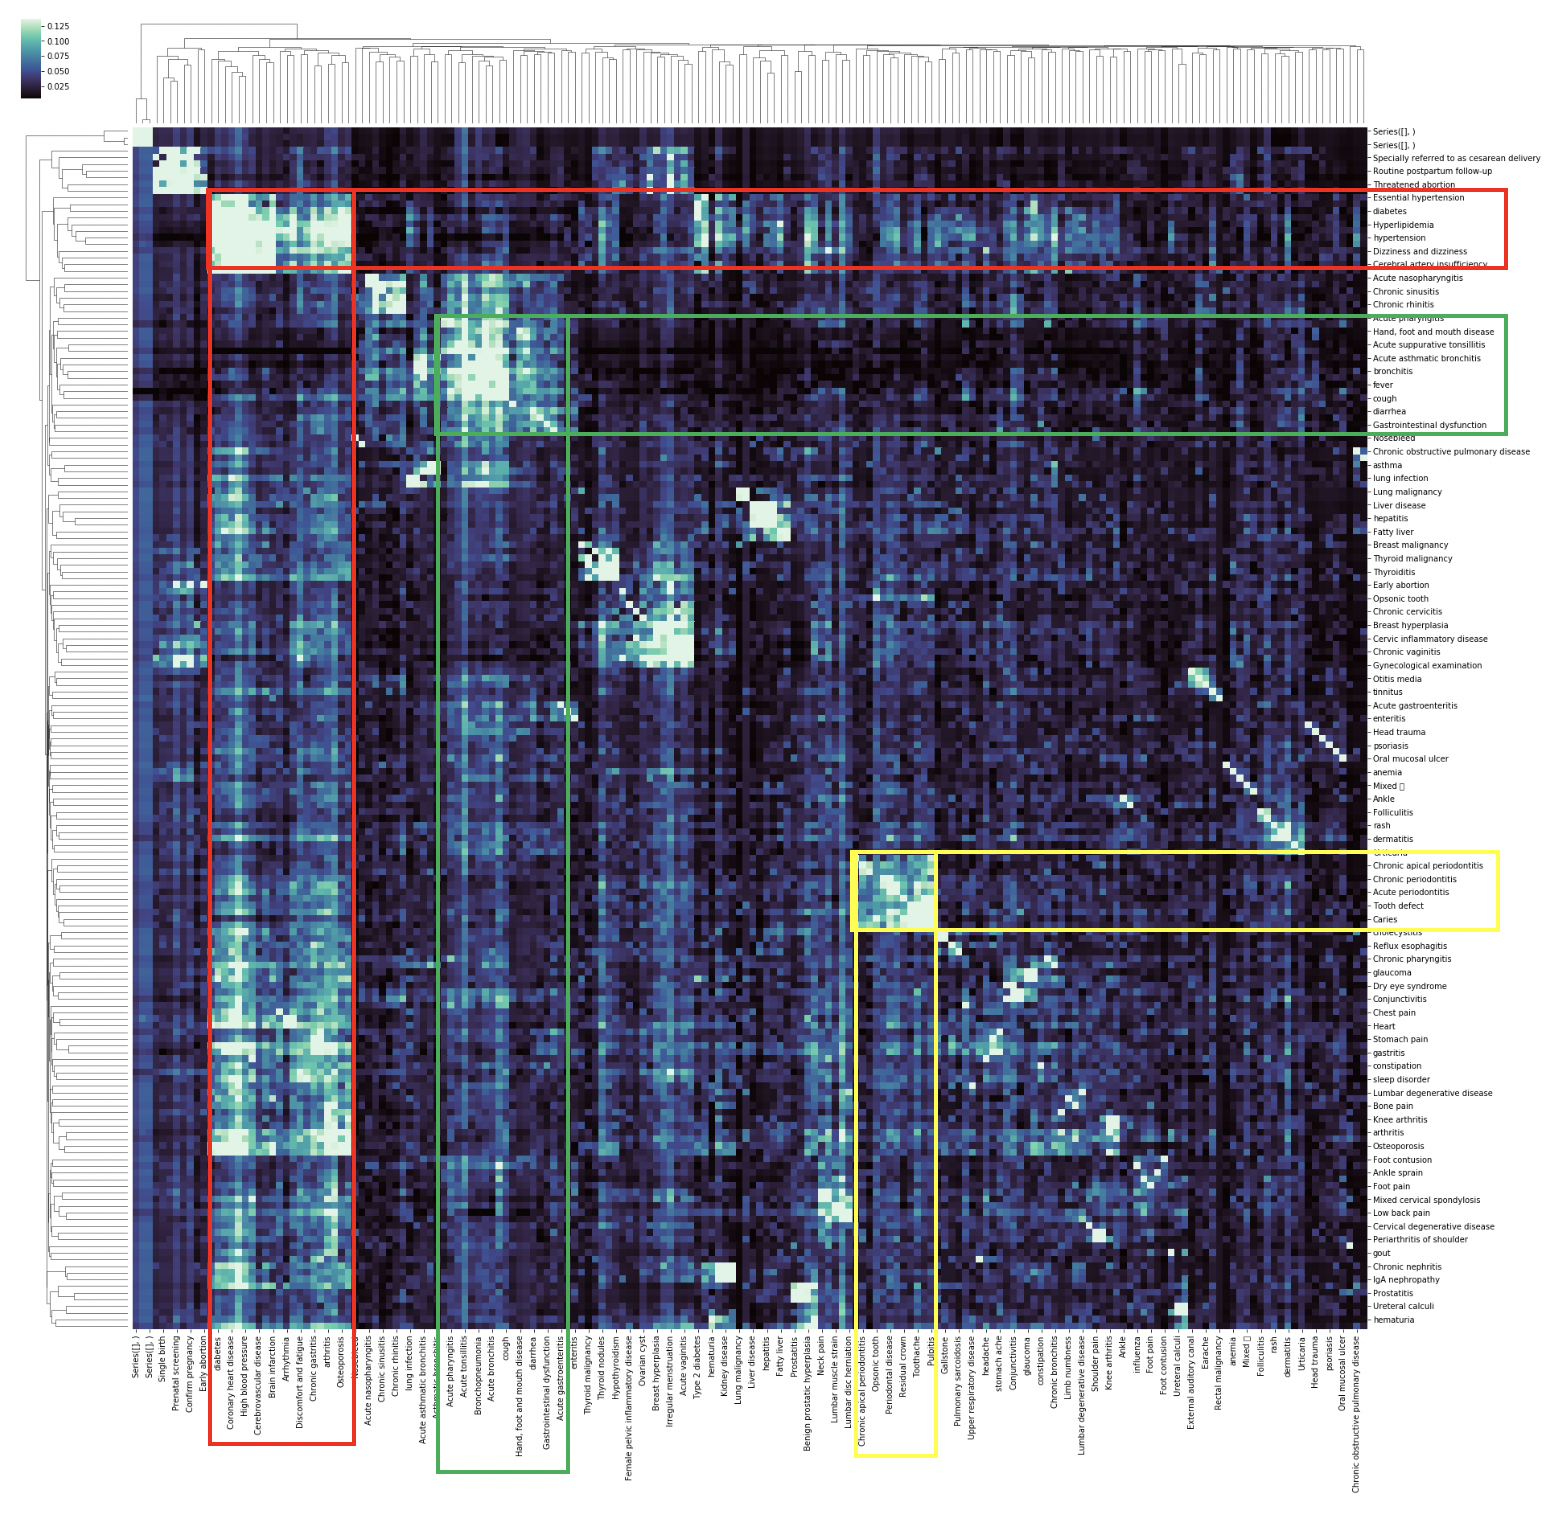 0.125
0.100
0.075
0.050
0.025
Series([], )
Series([], )
Specially referred to as cesarean delivery
Routine postpartum follow-up
Threatened abortion
Essential hypertension
diabetes
Hyperlipidemia
hypertension
Dizziness and dizziness
Cerebral artery insufficiency
Acute nasopharyngitis
Chronic sinusitis
Chronic rhinitis
Acute pharyngitis
Hand, foot and mouth disease
Acute suppurative tonsillitis
Acute asthmatic bronchitis
bronchitis
fever
cough
diarrhea
Gastrointestinal dysfunction
Nosebleed
Chronic obstructive pulmonary disease
asthma
lung infection
Lung malignancy
Liver disease
hepatitis
Fatty liver
Breast malignancy
Thyroid malignancy
Thyroiditis
Early abortion
Opsonic tooth
Chronic cervicitis
Breast hyperplasia
Cervic inflammatory disease
Chronic vaginitis
Gynecological examination
Otitis media
tinnitus
Acute gastroenteritis
enteritis
Head trauma
psoriasis
Oral mucosal ulcer
anemia
Mixed
Ankle
Folliculitis
rash
dermatitis
Urticaria
Chronic apical periodontitis
Chronic periodontitis
Acute periodontitis
Tooth defect
Caries
cholecystitis
Reflux esophagitis
Chronic pharyngitis
glaucoma
Dry eye syndrome
Conjunctivitis
Chest pain
Heart
Stomach pain
gastritis
constipation
sleep disorder
Lumbar degenerative disease
Bone pain
Knee arthritis
arthritis
Osteoporosis
Foot contusion
Ankle sprain
Foot pain
Mixed cervical spondylosis
Low back pain
Cervical degenerative disease
Periarthritis of shoulder
gout
Chronic nephritis
IgA nephropathy
Prostatitis
Ureteral calculi
hematuria
Series([], )
Series([], )
Single birth
Prenatal screening
Confirm pregnancy
Early abortion
diabetes
Coronary heart disease
High blood pressure
Cerebrovascular disease
Brain infarction
Arrhythmia
Discomfort and fatigue
Chronic gastritis
arthritis
Osteoporosis
Acute nasopharyngitis
Chronic sinusitis
Chronic rhinitis
lung infection
Acute asthmatic bronchitis
Acute pharyngitis
Acute tonsillitis
Bronchopneumonia
Acute bronchitis
cough
Hand, foot and mouth disease
diarrhea
Gastrointestinal dysfunction
Acute gastroenteritis
enteritis
Thyroid malignancy
Thyroid nodules
Hypothyroidism
Female pelvic inflammatory disease
Ovarian cyst
Breast hyperplasia
Irregular menstruation
Acute vaginitis
Type 2 diabetes
hematuria
Kidney disease
Lung malignancy
Liver disease
hepatitis
Fatty liver
Prostatitis
Benign prostatic hyperplasia
Neck pain
Lumbar muscle strain
Lumbar disc herniation
Chronic apical periodontitis
Opsonic tooth
Periodontal disease
Residual crown
Toothache
Pulpitis
Gallstone
Pulmonary sarcoidosis
Upper respiratory disease
headache
stomach ache
Conjunctivitis
glaucoma
constipation
Chronic bronchitis
Limb numbness
Lumbar degenerative disease
Shoulder pain
Knee arthritis
Ankle
influenza
Foot pain
Foot contusion
Ureteral calculi
External auditory canal
Earache
Rectal malignancy
anemia
Mixed
Folliculitis
rash
dermatitis
Urticaria
Head trauma
psoriasis
Oral mucosal ulcer
Chronic obstructive pulmonary disease